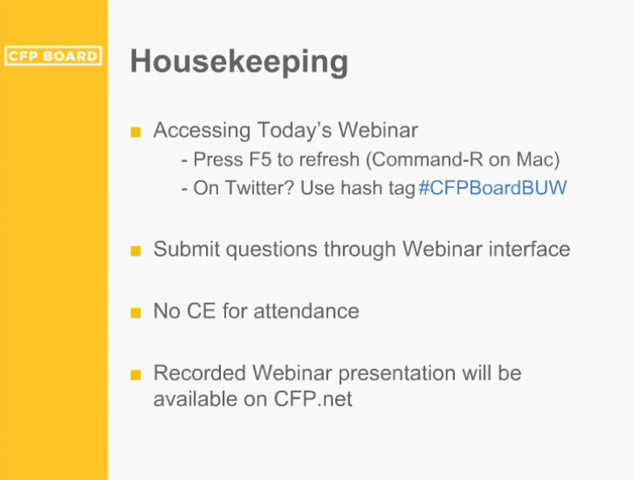 CFP BOARD
Housekeeping
■ Accessing Today's Webinar
- Press F5 to refresh (Command-R on Mac)
- On Twitter? Use hash tag #CFPBoardBUW
■ Submit questions through Webinar interface
■ No CE for attendance
■ Recorded Webinar presentation will be
available on CFP.net